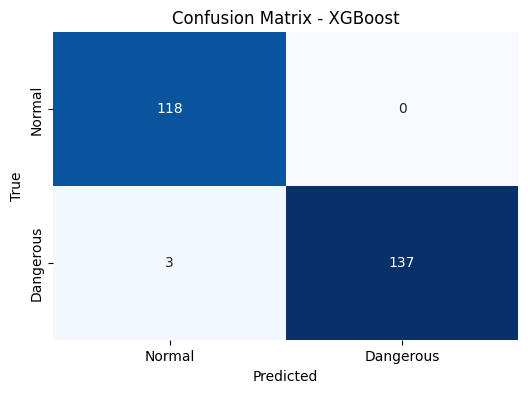 Confusion Matrix - XGBoost
True
Normal
118
0
Dangerous
3
137
Normal
Dangerous
Predicted